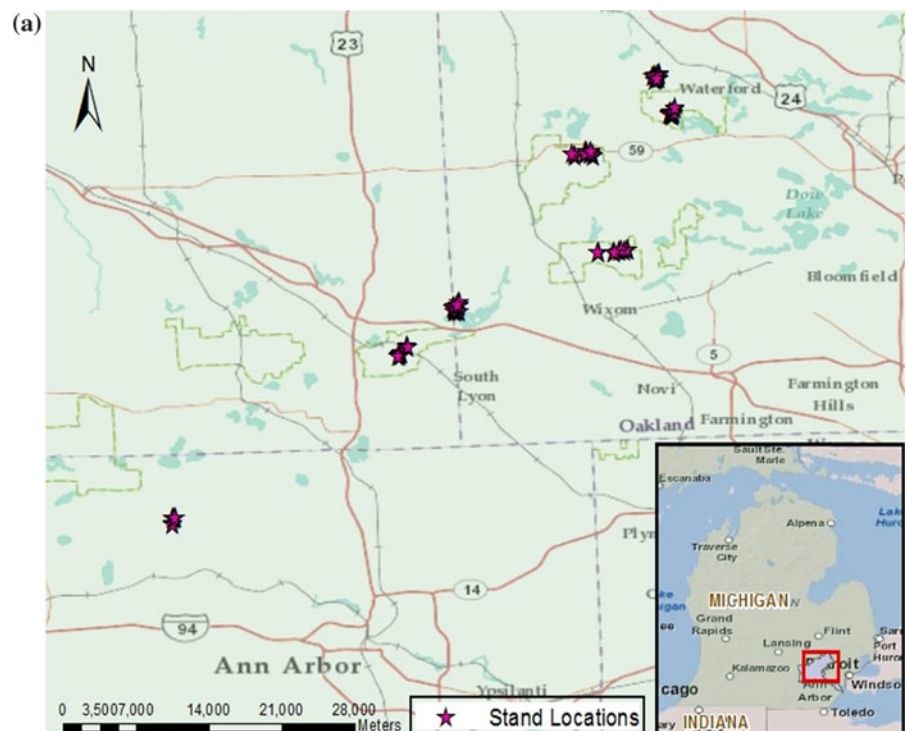 (a)
23
N
Waterford
24
59
Dow
Lake
Bloomfield
Wixom
5
South
Lyon
Novi
Farmington
Hills
Oakland
Farmington
14
94
Ann Arbor
Ypsilanti
0 3,5007,000 14,000 21,000 28,000
Meters
Stand Locations
Sault Ste.
Marie
Escanaba
Alpena
Traverse
City
MICHIGAN
Grand
Rapids
Flint
Lansing
Port
Kalamazoo
Ann
Arbor
Toledo
INDIANA